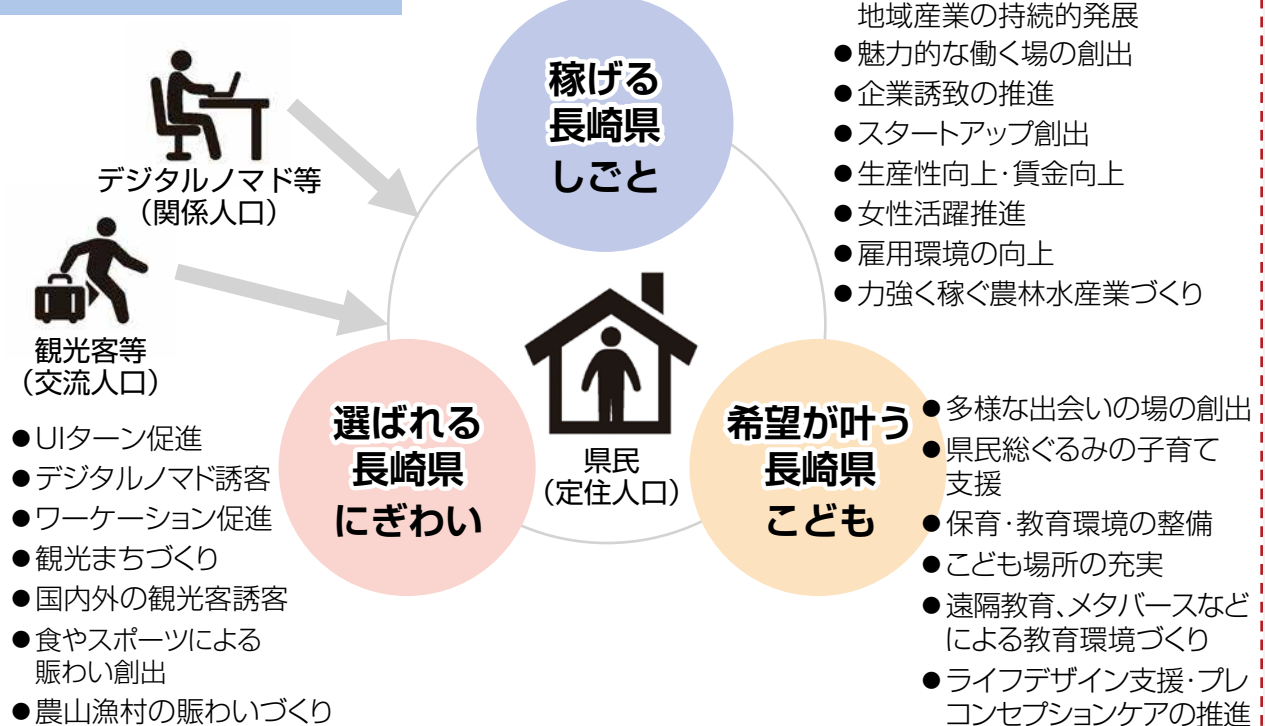 地域産業の持続的発展
●魅力的な働く場の創出
●企業誘致の推進
●スタートアップ創出
●生産性向上・賃金向上
●女性活躍推進
●雇用環境の向上
●力強く稼ぐ農林水産業づくり
稼げる
長崎県
しごと
デジタルノマド等
（関係人口）
観光客等
（交流人口）
選ばれる
長崎県
にぎわい
県民
（定住人口）
希望が叶う
長崎県
こども
●UIターン促進
●デジタルノマド誘客
●ワーケーション促進
●観光まちづくり
●国内外の観光客誘客
●食やスポーツによる
賑わい創出
●農山漁村の賑わいづくり
●多様な出会いの場の創出
●県民総ぐるみの子育て
支援
●保育・教育環境の整備
●こども場所の充実
●遠隔教育、メタバースなど
による教育環境づくり
●ライフデザイン支援・プレ
コンセプションケアの推進